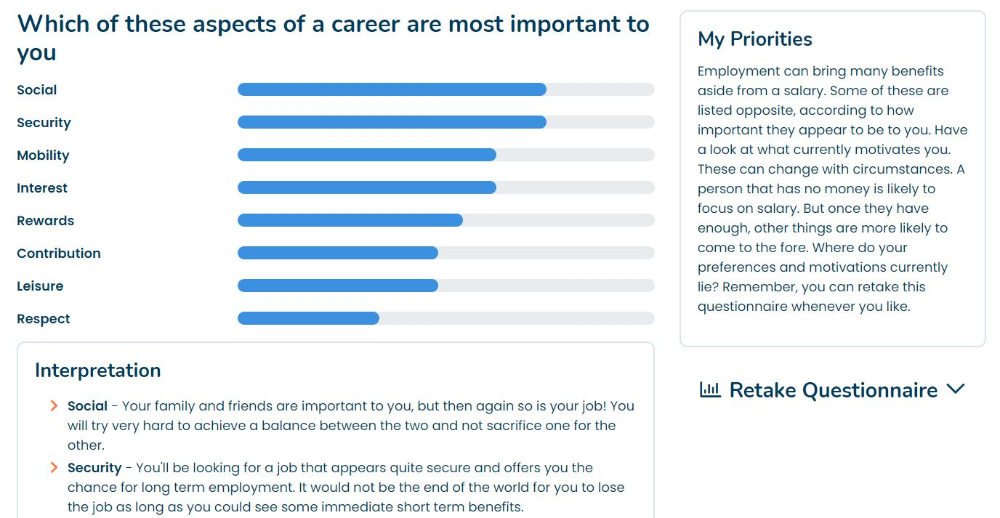 Which of these aspects of a career are most important to
you
Social
Security
Mobility
Interest
Rewards
Contribution
Leisure
Respect
Interpretation
Social - Your family and friends are important to you, but then again so is your job! You
will try very hard to achieve a balance between the two and not sacrifice one for the
other.
Security - You'll be looking for a job that appears quite secure and offers you the
chance for long term employment. It would not be the end of the world for you to lose
the job as long as you could see some immediate short term benefits.
My Priorities
Employment can bring many benefits
aside from a salary. Some of these are
listed opposite, according to how
important they appear to be to you. Have
a look at what currently motivates you.
These can change with circumstances. A
person that has no money is likely to
focus on salary. But once they have
enough, other things are more likely to
come to the fore. Where do your
preferences and motivations currently
lie? Remember, you can retake this
questionnaire whenever you like.
Retake Questionnaire